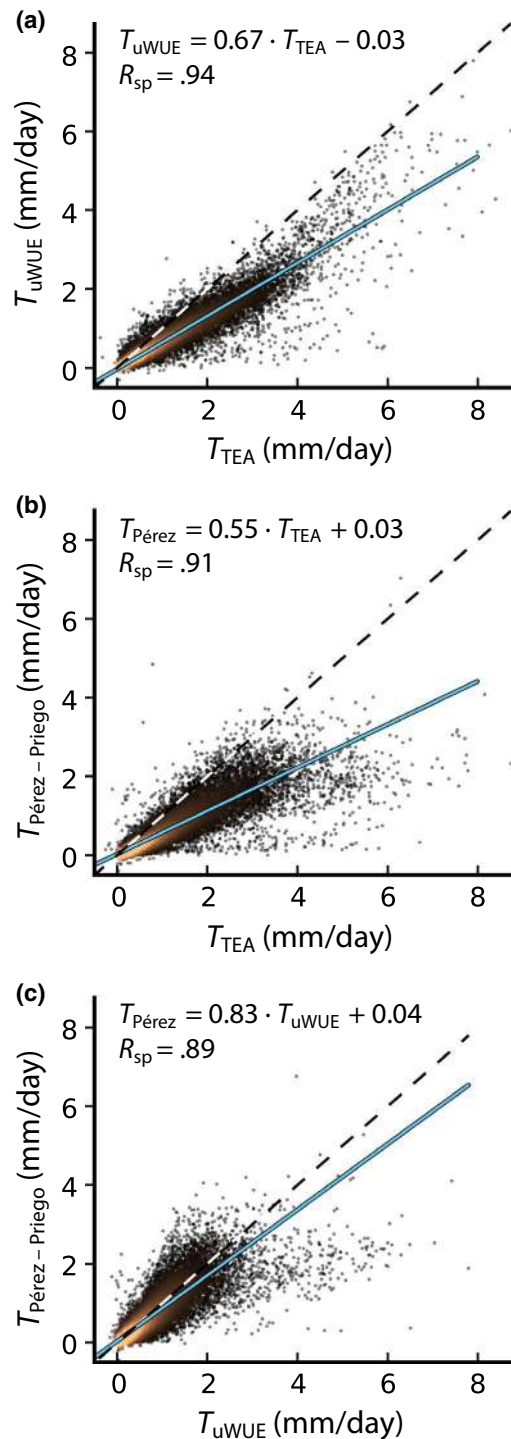 (a)
T_uWUE = 0.67 · T_TEA – 0.03
R_sp = .94
8
6
4
2
0
T_uWUE (mm/day)
0 2 4 6 8
T_TEA (mm/day)
(b)
T_Pérez = 0.55 · T_TEA + 0.03
R_sp = .91
8
6
4
2
0
T_Pérez – Priego (mm/day)
0 2 4 6 8
T_TEA (mm/day)
(c)
T_Pérez = 0.83 · T_uWUE + 0.04
R_sp = .89
8
6
4
2
0
T_Pérez – Priego (mm/day)
0 2 4 6 8
T_uWUE (mm/day)